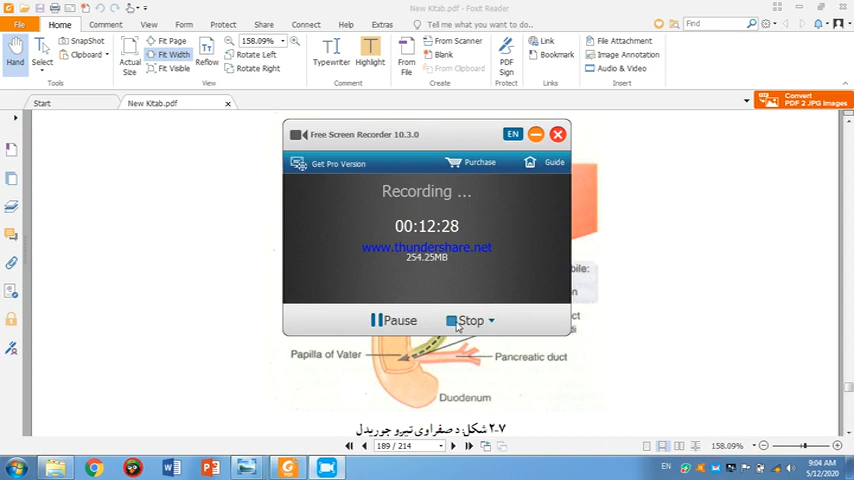 New Kitab.pdf - Foxit Reader
File Home Comment View Form Protect Share Connect Help Extras Tell me what you want to do... Find
Hand Select SnapShot Clipboard Actual Size Fit Page Fit Width Fit Visible Reflow 158.09% Rotate Left Rotate Right Typewriter Highlight From File From Scanner Blank From Clipboard PDF Sign Link Bookmark File Attachment Image Annotation Audio & Video
Tools View Comment Create Protect Links Insert
Start New Kitab.pdf Convert PDF 2 JPG Images
Free Screen Recorder 10.3.0 EN
Get Pro Version Purchase Guide
Recording ...
00:12:28
www.thundershare.net
254.25MB
Pause Stop
bile:
n
ct
di
Papilla of Vater
Pancreatic duct
Duodenum
۷-۲ شکل: د صفراوي تیږو جوړیدل
189 / 214 158.09%
EN 9:04 AM
5/12/2020